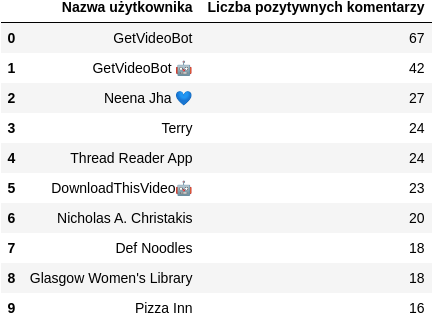 Nazwa użytkownika Liczba pozytywnych komentarzy
0 GetVideoBot 67
1 GetVideoBot 🤖 42
2 Neena Jha 💙 27
3 Terry 24
4 Thread Reader App 24
5 DownloadThisVideo🤖 23
6 Nicholas A. Christakis 20
7 Def Noodles 18
8 Glasgow Women's Library 18
9 Pizza Inn 16